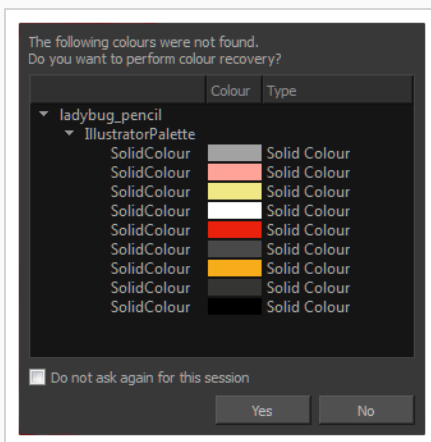 The following colours were not found.
Do you want to perform colour recovery?
Colour Type
ladybug_pencil
IllustratorPalette
SolidColour Solid Colour
SolidColour Solid Colour
SolidColour Solid Colour
SolidColour Solid Colour
SolidColour Solid Colour
SolidColour Solid Colour
SolidColour Solid Colour
SolidColour Solid Colour
SolidColour Solid Colour
Do not ask again for this session
Yes No